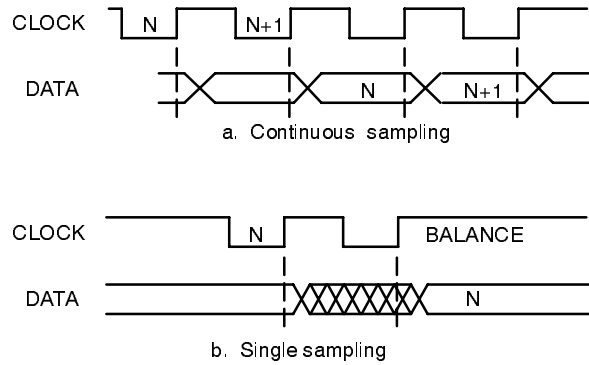 CLOCK N N+1
DATA N N+1
a. Continuous sampling
CLOCK N BALANCE
DATA N
b. Single sampling